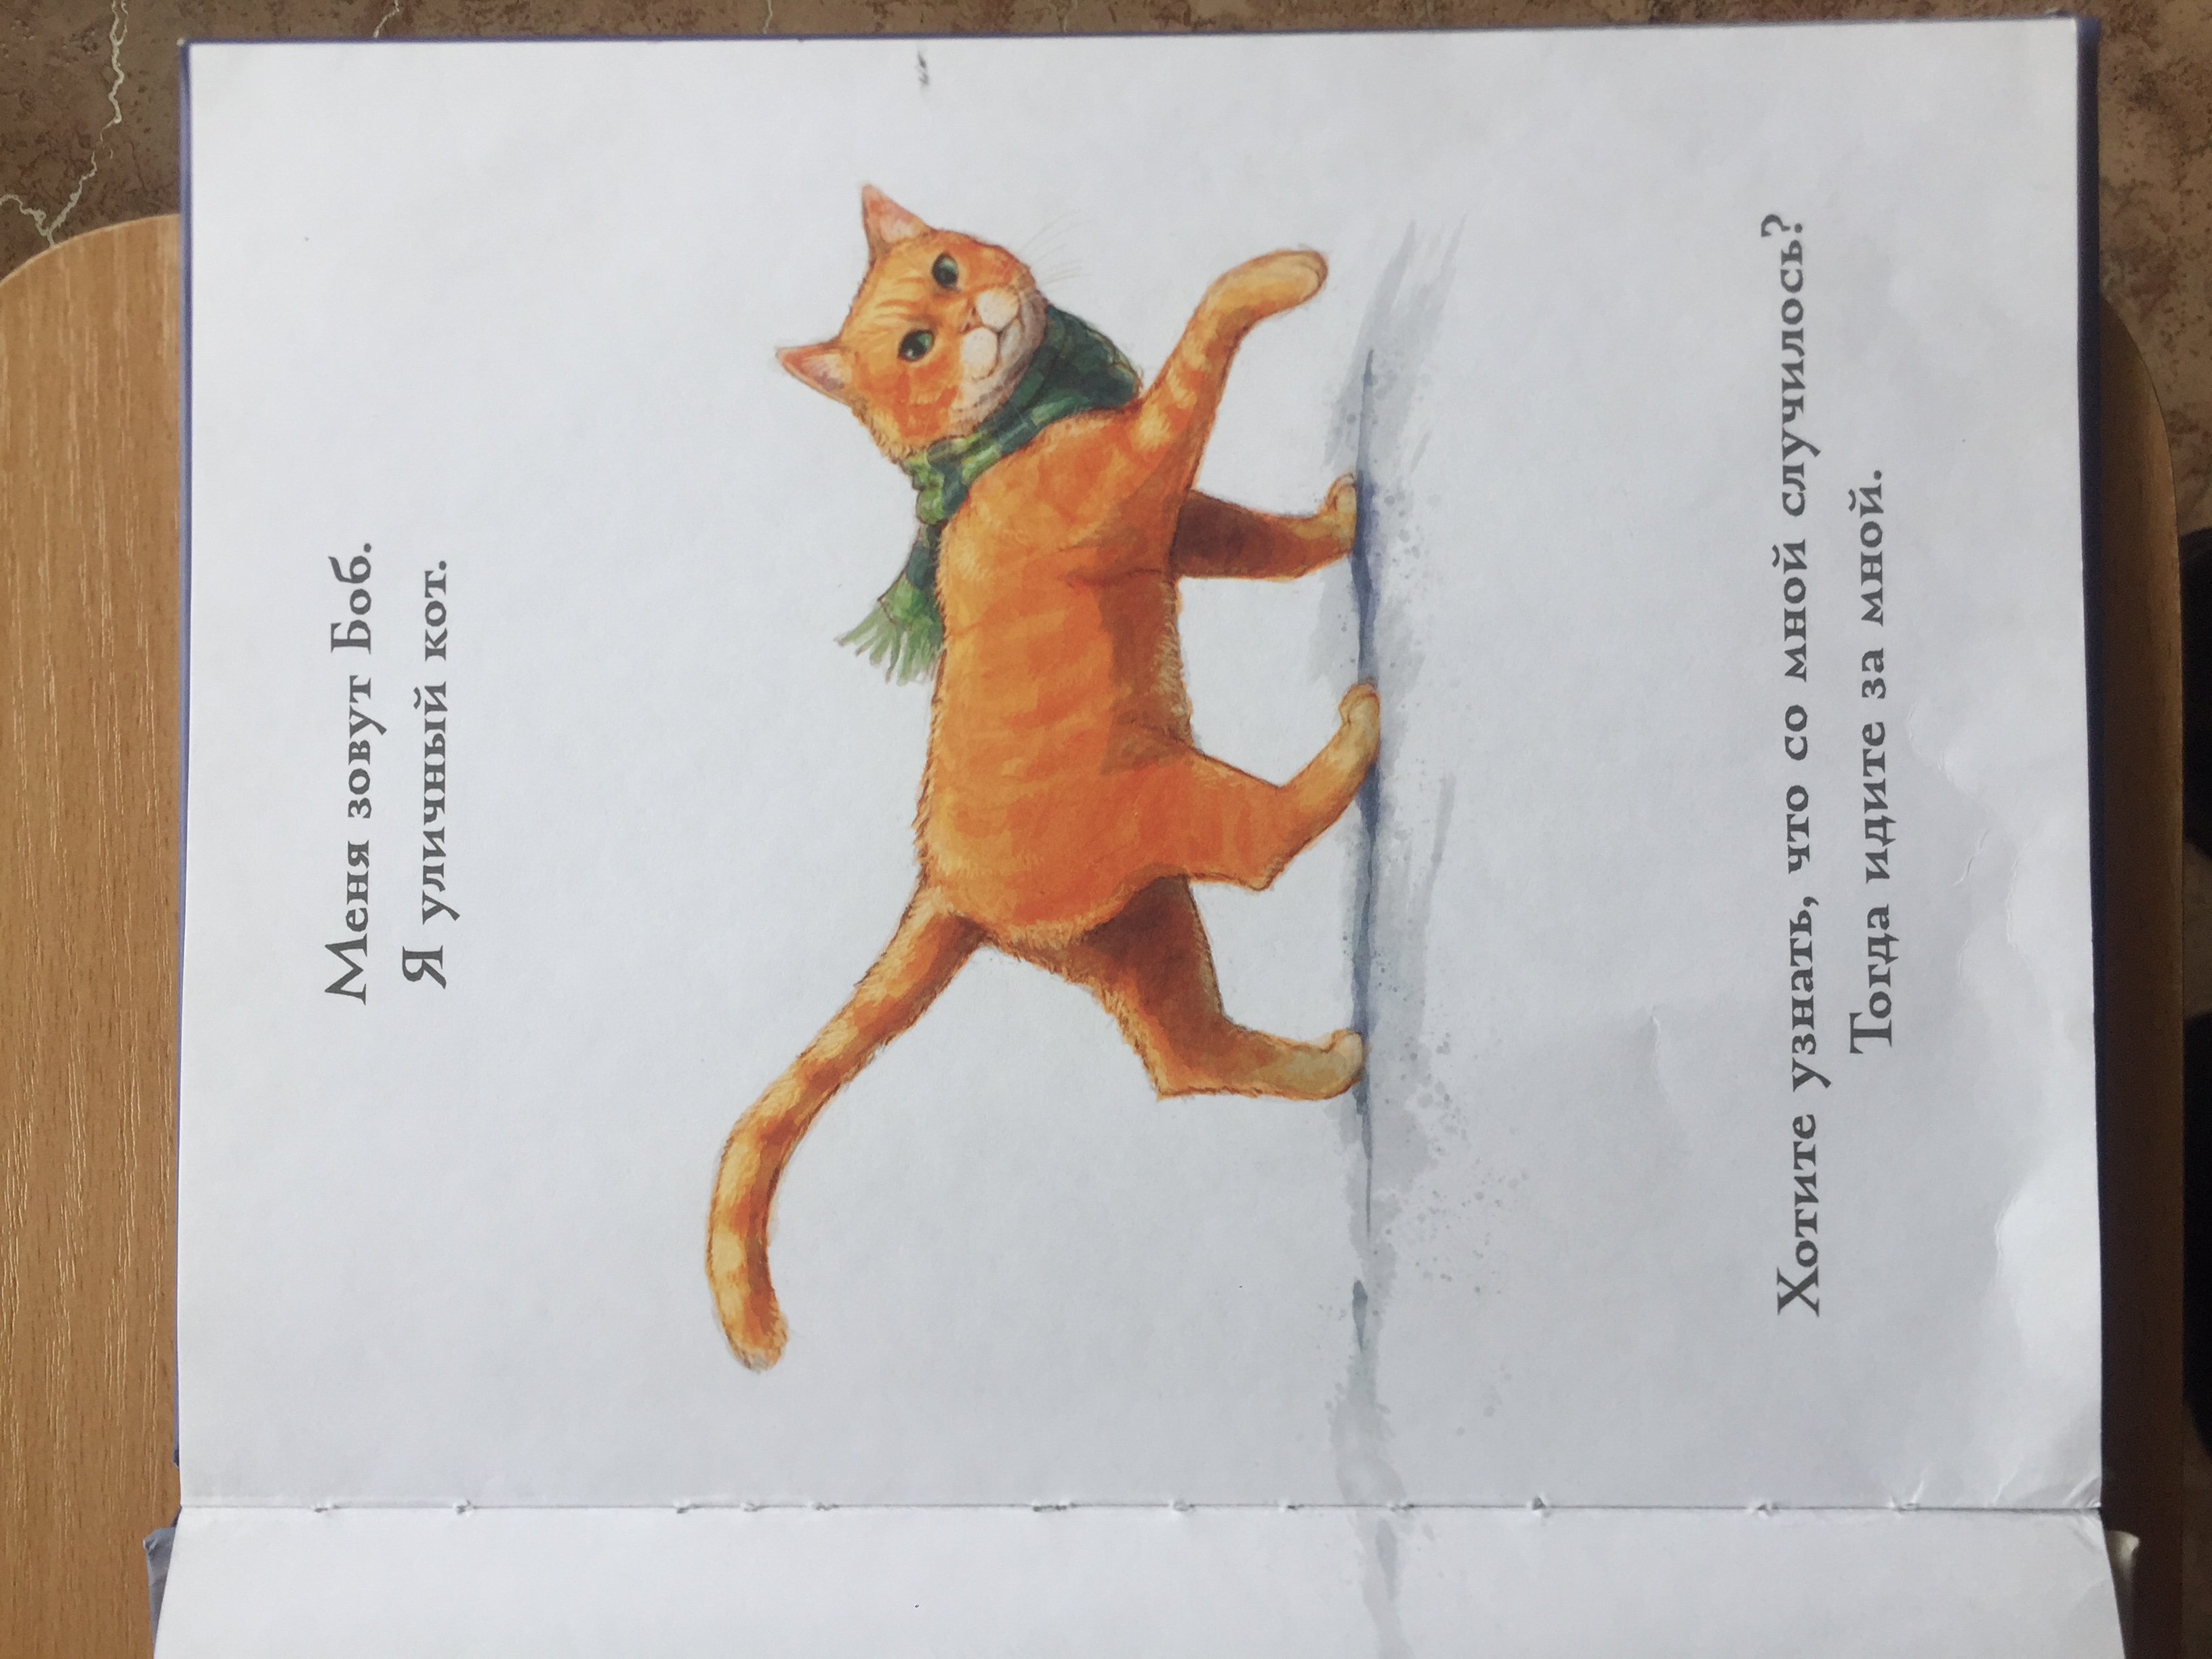 Меня зовут Боб.
Я уличный кот.
Хотите узнать, что со мной случилось?
Тогда идите за мной.